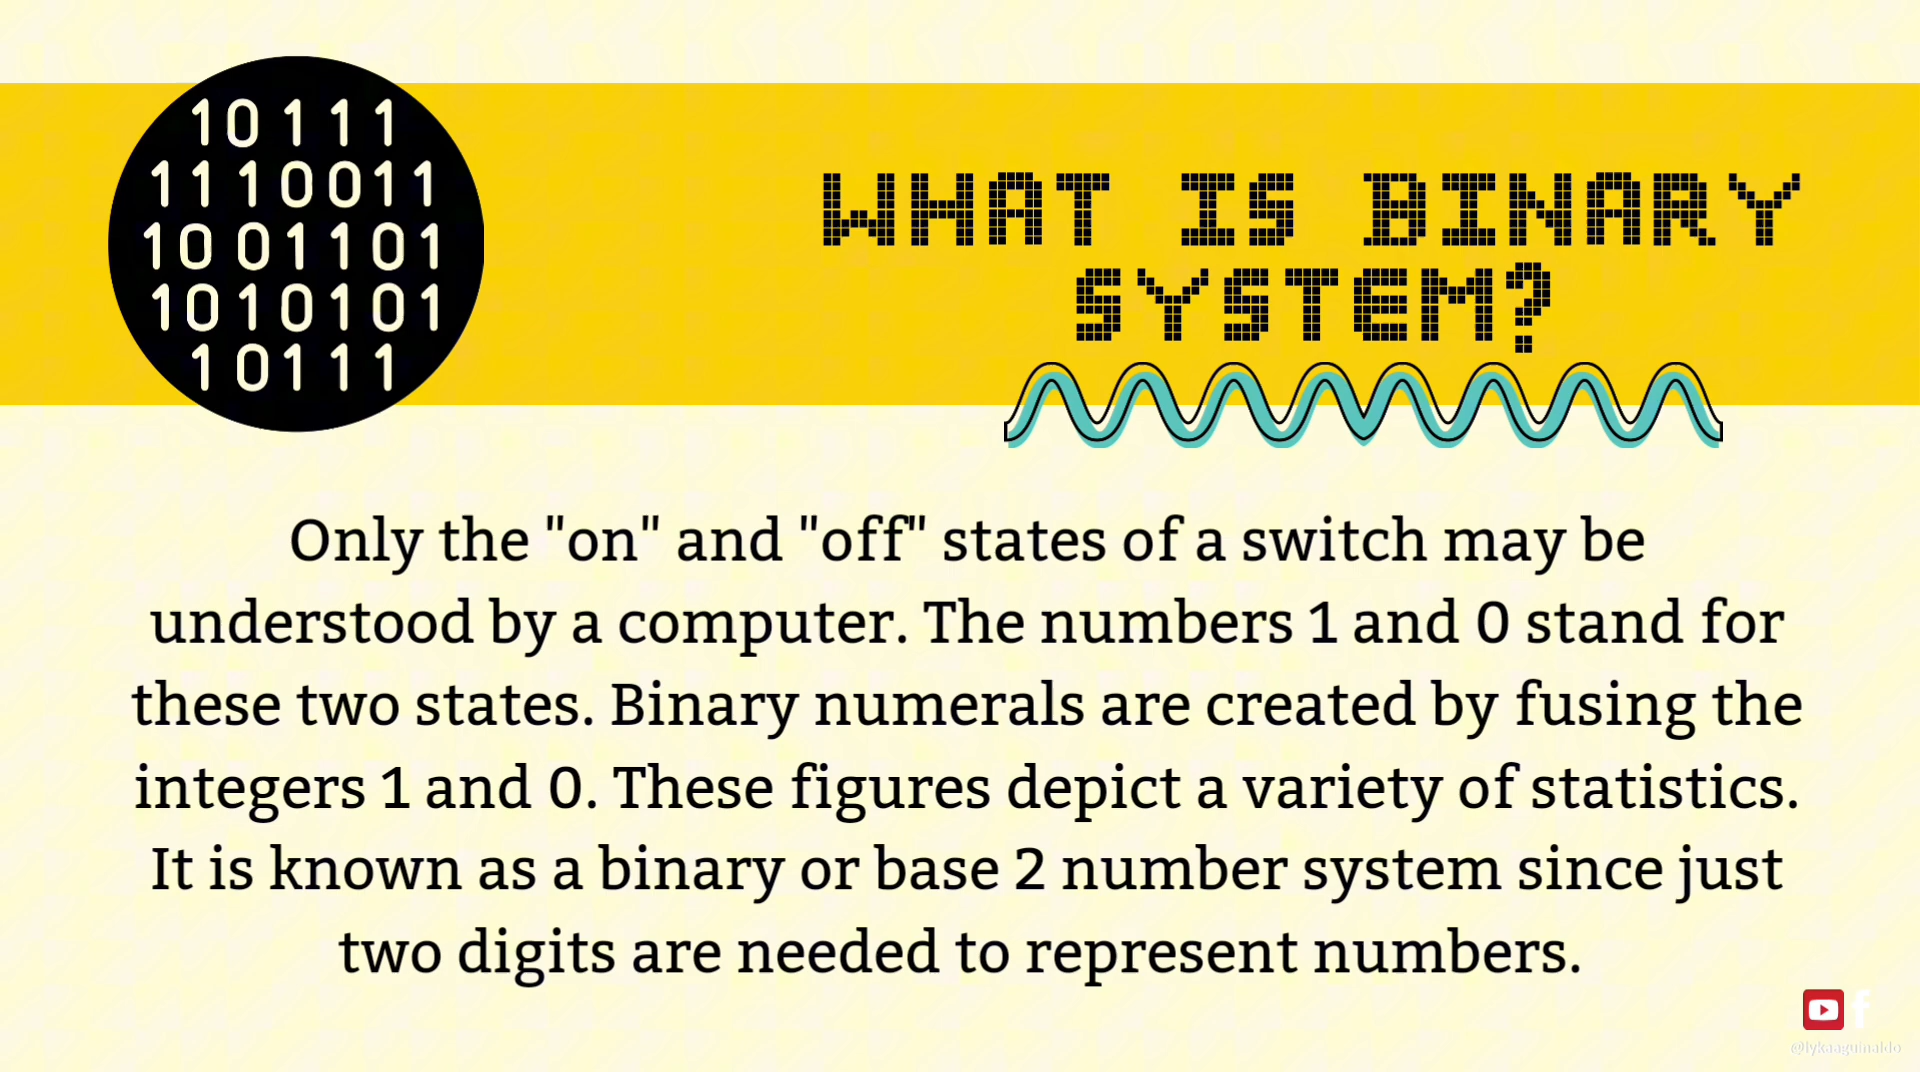 10111
1110011
1001101
1010101
10111
WHAT IS BINARY
SYSTEM?
Only the "on" and "off" states of a switch may be
understood by a computer. The numbers 1 and 0 stand for
these two states. Binary numerals are created by fusing the
integers 1 and 0. These figures depict a variety of statistics.
It is known as a binary or base 2 number system since just
two digits are needed to represent numbers.
f
@lykaaguinaldo